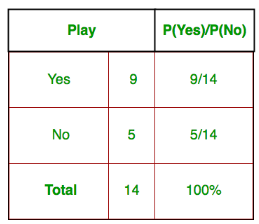 Play P(Yes)/P(No)
Yes 9 9/14
No 5 5/14
Total 14 100%